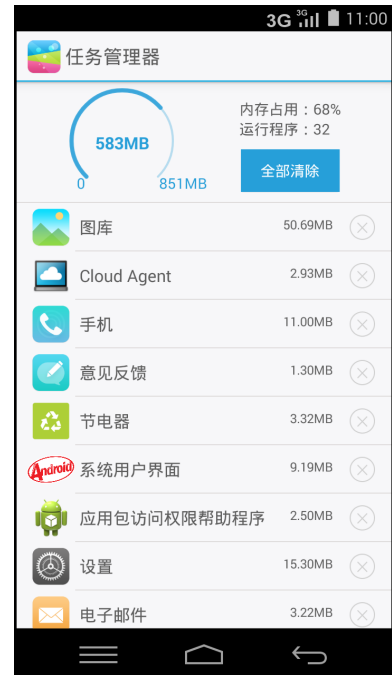 3G 3G 11:00
任务管理器
内存占用：68%
运行程序：32
583MB
全部清除
0 851MB
图库 50.69MB
Cloud Agent 2.93MB
手机 11.00MB
意见反馈 1.30MB
节电器 3.32MB
Android 系统用户界面 9.19MB
应用包访问权限帮助程序 2.50MB
设置 15.30MB
电子邮件 3.22MB